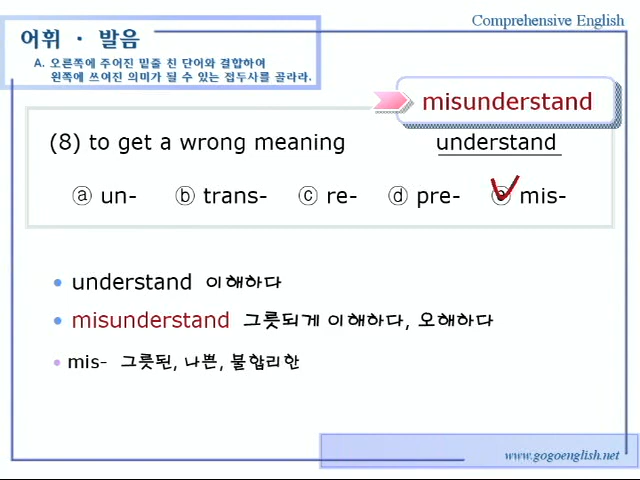 Comprehensive English
어휘 · 발음
A. 오른쪽에 주어진 밑줄 친 단어와 결합하여
왼쪽에 쓰여진 의미가 될 수 있는 접두사를 골라라.
misunderstand
(8) to get a wrong meaning understand
ⓐ un- ⓑ trans- ⓒ re- ⓓ pre- ⓔ mis-
• understand 이해하다
• misunderstand 그릇되게 이해하다, 오해하다
• mis- 그릇된, 나쁜, 불합리한
www.gogoenglish.net